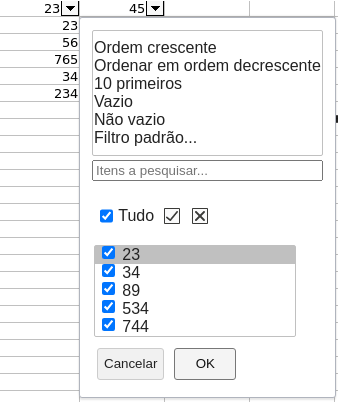 23 45
23
56
765
34
234
Ordem crescente
Ordenar em ordem decrescente
10 primeiros
Vazio
Não vazio
Filtro padrão...
Itens a pesquisar...
Tudo
23
34
89
534
744
Cancelar OK